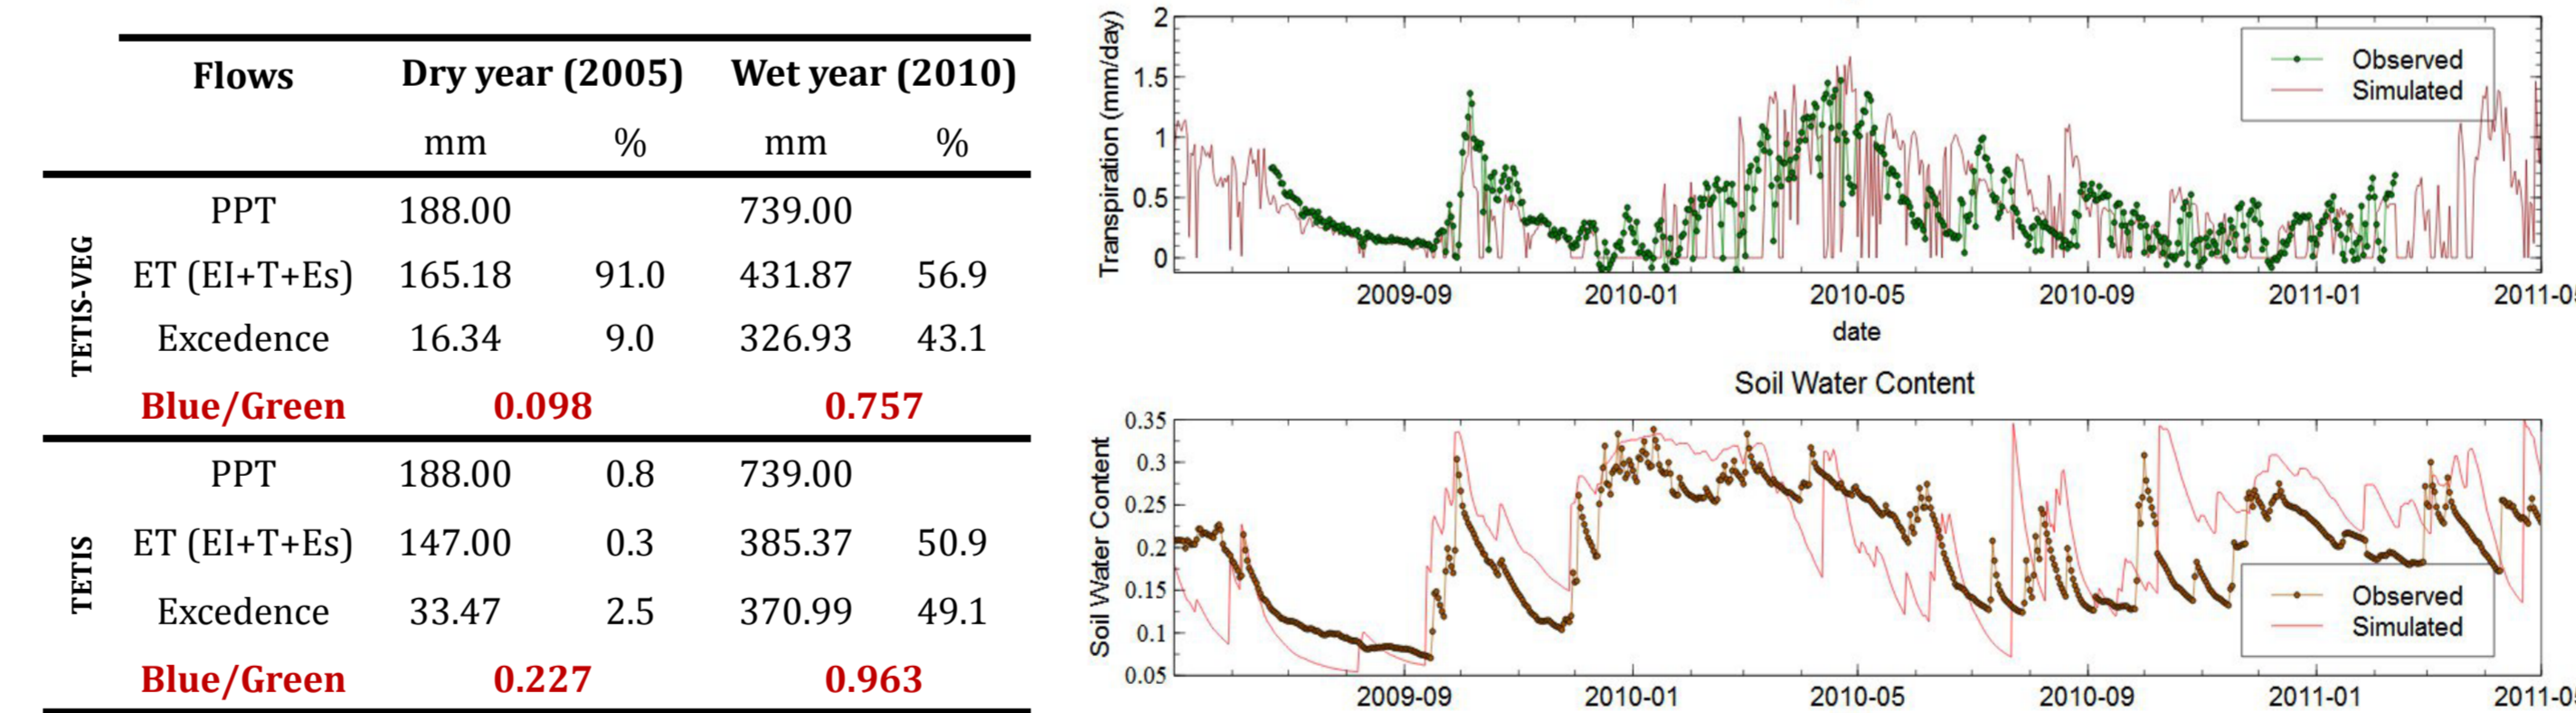 Flows Dry year (2005) Wet year (2010)
mm % mm %
TETIS-VEG
PPT 188.00 739.00
ET (EI+T+Es) 165.18 91.0 431.87 56.9
Excedence 16.34 9.0 326.93 43.1
Blue/Green 0.098 0.757
TETIS
PPT 188.00 0.8 739.00
ET (EI+T+Es) 147.00 0.3 385.37 50.9
Excedence 33.47 2.5 370.99 49.1
Blue/Green 0.227 0.963
Transpiration (mm/day)
2
1.5
1
0.5
0
Observed
Simulated
2009-09 2010-01 2010-05 2010-09 2011-01 2011-0
date
Soil Water Content
Soil Water Content
0.35
0.3
0.25
0.2
0.15
0.1
0.05
Observed
Simulated
2009-09 2010-01 2010-05 2010-09 2011-01 2011-0